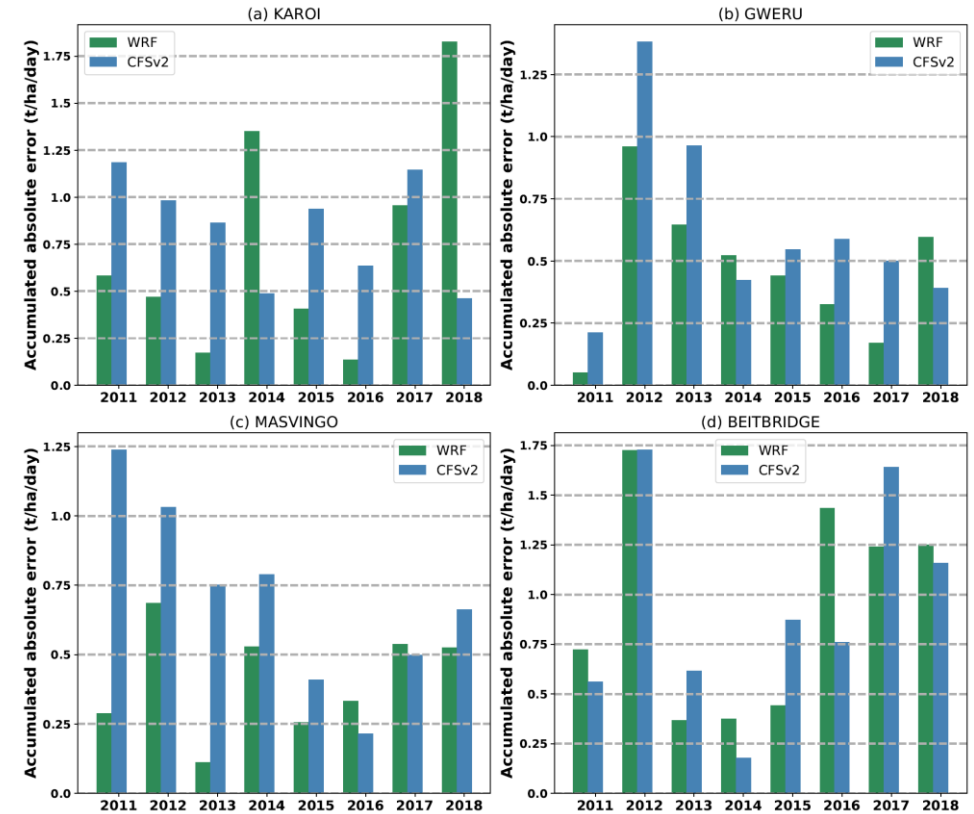 (a) KAROI
Accumulated absolute error (t/ha/day)
WRF
CFSv2
1.75
1.5
1.25
1.0
0.75
0.5
0.25
0.0
2011 2012 2013 2014 2015 2016 2017 2018
(b) GWERU
Accumulated absolute error (t/ha/day)
WRF
CFSv2
1.25
1.0
0.75
0.5
0.25
0.0
2011 2012 2013 2014 2015 2016 2017 2018
(c) MASVINGO
Accumulated absolute error (t/ha/day)
WRF
CFSv2
1.25
1.0
0.75
0.5
0.25
0.0
2011 2012 2013 2014 2015 2016 2017 2018
(d) BEITBRIDGE
Accumulated absolute error (t/ha/day)
WRF
CFSv2
1.75
1.5
1.25
1.0
0.75
0.5
0.25
0.0
2011 2012 2013 2014 2015 2016 2017 2018